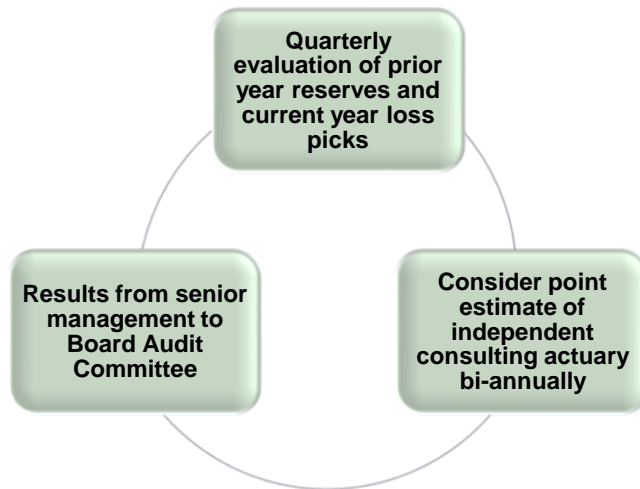 Quarterly
evaluation of prior
year reserves and
current year loss
picks
Consider point
estimate of
independent
consulting actuary
bi-annually
Results from senior
management to
Board Audit
Committee